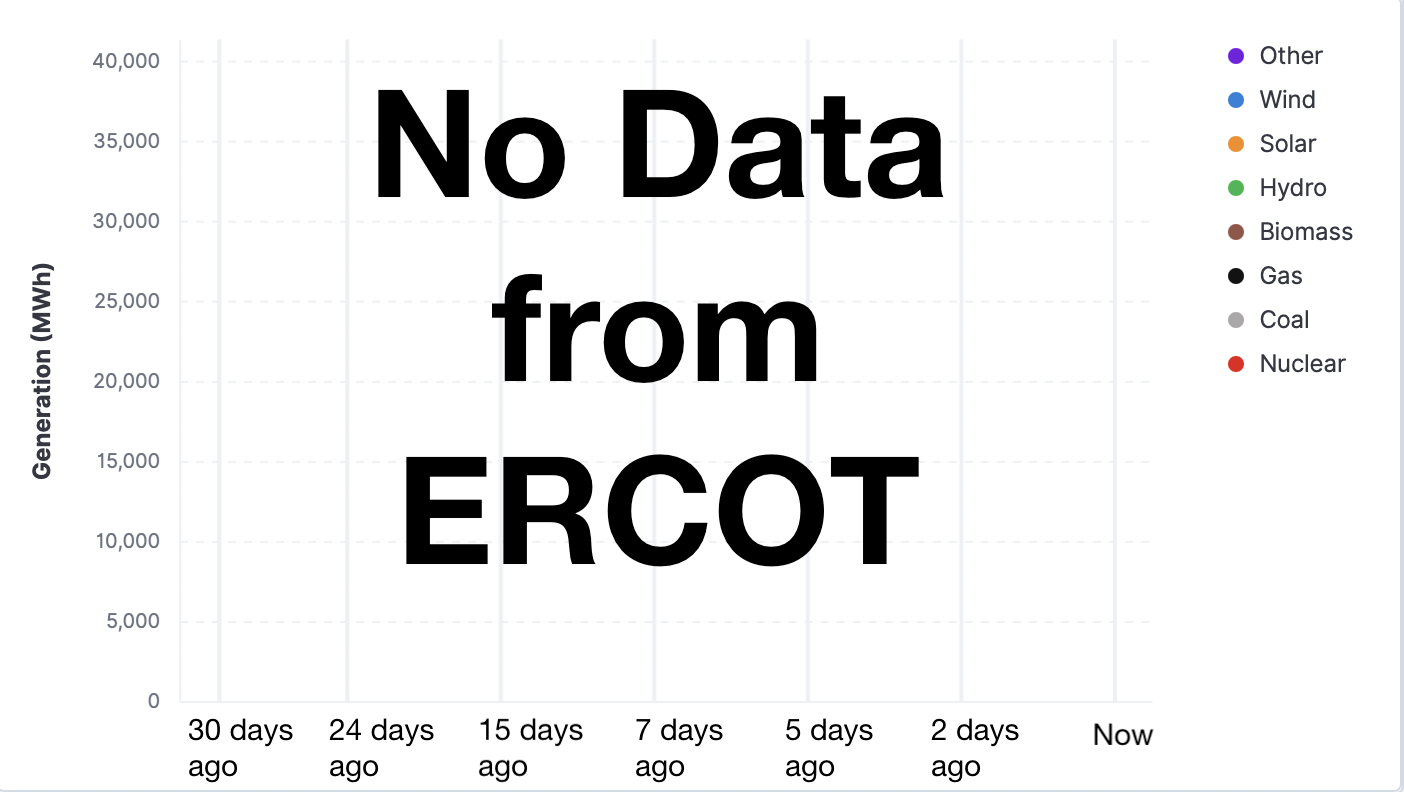 40,000
35,000
30,000
25,000
20,000
15,000
10,000
5,000
0
Generation (MWh)
No Data
from
ERCOT
30 days
ago
24 days
ago
15 days
ago
7 days
ago
5 days
ago
2 days
ago
Now
Other
Wind
Solar
Hydro
Biomass
Gas
Coal
Nuclear